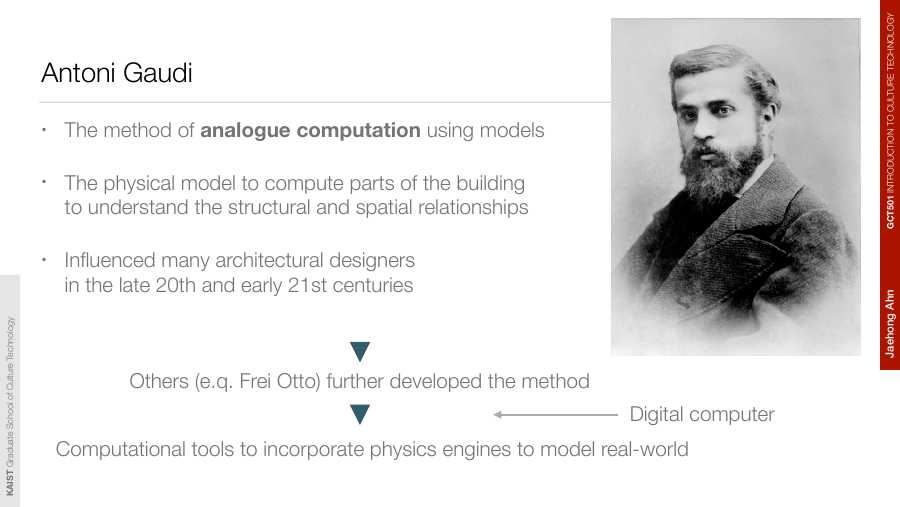 Antoni Gaudi
• The method of analogue computation using models
• The physical model to compute parts of the building
to understand the structural and spatial relationships
• Influenced many architectural designers
in the late 20th and early 21st centuries
Others (e.q. Frei Otto) further developed the method
Digital computer
Computational tools to incorporate physics engines to model real-world
GCT501 INTRODUCTION TO CULTURE TECHNOLOGY
Jaehong Ahn
KAIST Graduate School of Culture Technology